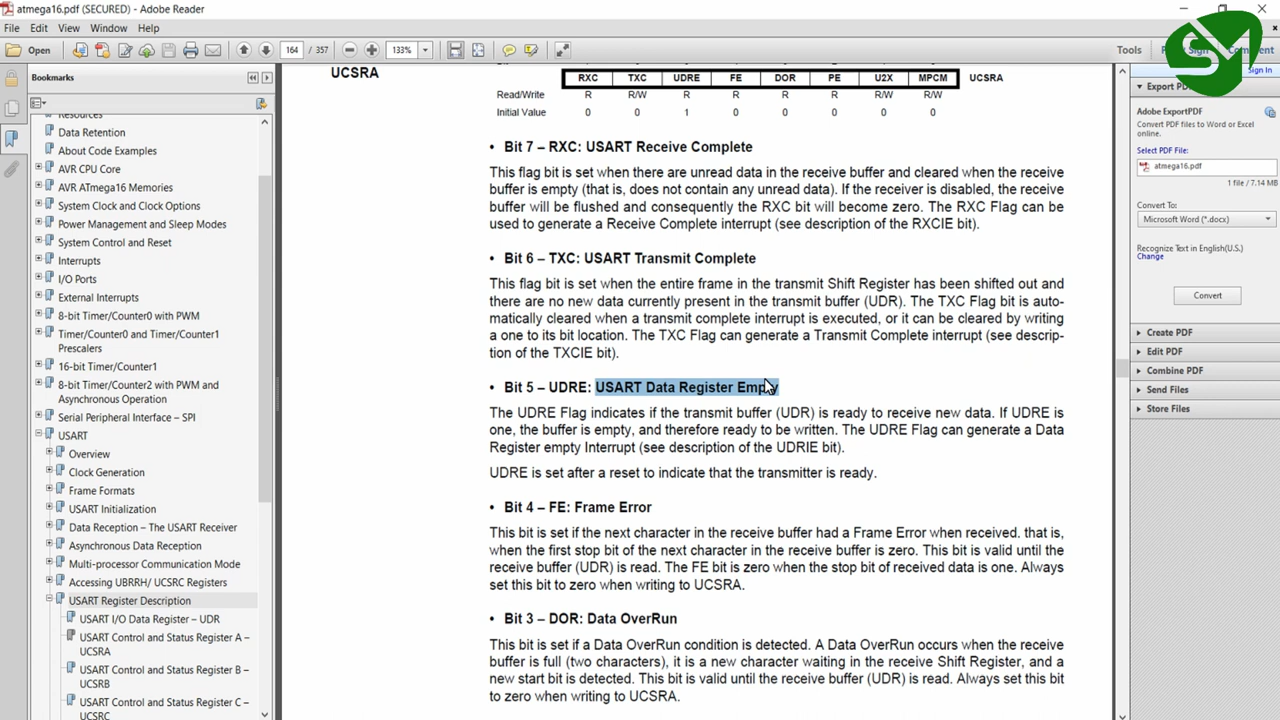 atmega16.pdf (SECURED) - Adobe Reader
File Edit View Window Help
Open 164 / 357 133% Tools Comment
SM
Sign In
Bookmarks
Resources
Data Retention
About Code Examples
AVR CPU Core
AVR ATmega16 Memories
System Clock and Clock Options
Power Management and Sleep Modes
System Control and Reset
Interrupts
I/O Ports
External Interrupts
8-bit Timer/Counter0 with PWM
Timer/Counter0 and Timer/Counter1
Prescalers
16-bit Timer/Counter1
8-bit Timer/Counter2 with PWM and
Asynchronous Operation
Serial Peripheral Interface – SPI
USART
Overview
Clock Generation
Frame Formats
USART Initialization
Data Reception – The USART Receiver
Asynchronous Data Reception
Multi-processor Communication Mode
Accessing UBRRH/ UCSRC Registers
USART Register Description
USART I/O Data Register – UDR
USART Control and Status Register A –
UCSRA
USART Control and Status Register B –
UCSRB
USART Control and Status Register C –
UCSRC
UCSRA
RXC TXC UDRE FE DOR PE U2X MPCM UCSRA
Read/Write R R/W R R R R R/W R/W
Initial Value 0 0 1 0 0 0 0 0
• Bit 7 – RXC: USART Receive Complete
This flag bit is set when there are unread data in the receive buffer and cleared when the receive
buffer is empty (that is, does not contain any unread data). If the receiver is disabled, the receive
buffer will be flushed and consequently the RXC bit will become zero. The RXC Flag can be
used to generate a Receive Complete interrupt (see description of the RXCIE bit).
• Bit 6 – TXC: USART Transmit Complete
This flag bit is set when the entire frame in the transmit Shift Register has been shifted out and
there are no new data currently present in the transmit buffer (UDR). The TXC Flag bit is auto-
matically cleared when a transmit complete interrupt is executed, or it can be cleared by writing
a one to its bit location. The TXC Flag can generate a Transmit Complete interrupt (see descrip-
tion of the TXCIE bit).
• Bit 5 – UDRE: USART Data Register Empty
The UDRE Flag indicates if the transmit buffer (UDR) is ready to receive new data. If UDRE is
one, the buffer is empty, and therefore ready to be written. The UDRE Flag can generate a Data
Register empty Interrupt (see description of the UDRIE bit).
UDRE is set after a reset to indicate that the transmitter is ready.
• Bit 4 – FE: Frame Error
This bit is set if the next character in the receive buffer had a Frame Error when received. that is,
when the first stop bit of the next character in the receive buffer is zero. This bit is valid until the
receive buffer (UDR) is read. The FE bit is zero when the stop bit of received data is one. Always
set this bit to zero when writing to UCSRA.
• Bit 3 – DOR: Data OverRun
This bit is set if a Data OverRun condition is detected. A Data OverRun occurs when the receive
buffer is full (two characters), it is a new character waiting in the receive Shift Register, and a
new start bit is detected. This bit is valid until the receive buffer (UDR) is read. Always set this bit
to zero when writing to UCSRA.
Export PDF
Adobe ExportPDF
Convert PDF files to Word or Excel
online.
Select PDF File:
atmega16.pdf
1 file / 7.14 MB
Convert To:
Microsoft Word (*.docx)
Recognize Text in English(U.S.)
Change
Convert
Create PDF
Edit PDF
Combine PDF
Send Files
Store Files